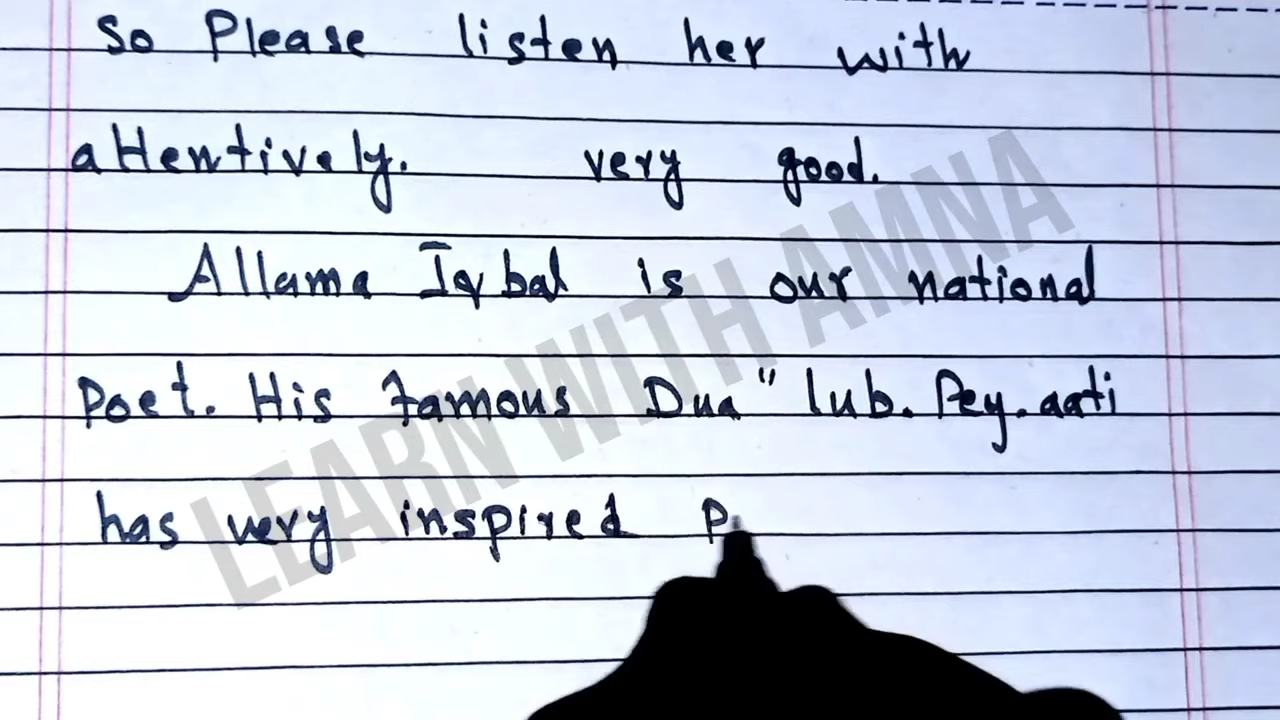 So Please listen her with
attentively. very good.
Allama Iqbal is our national
Poet. His famous Dua " lub. Pey. aati
has very inspired P
LEARN WITH AMNA